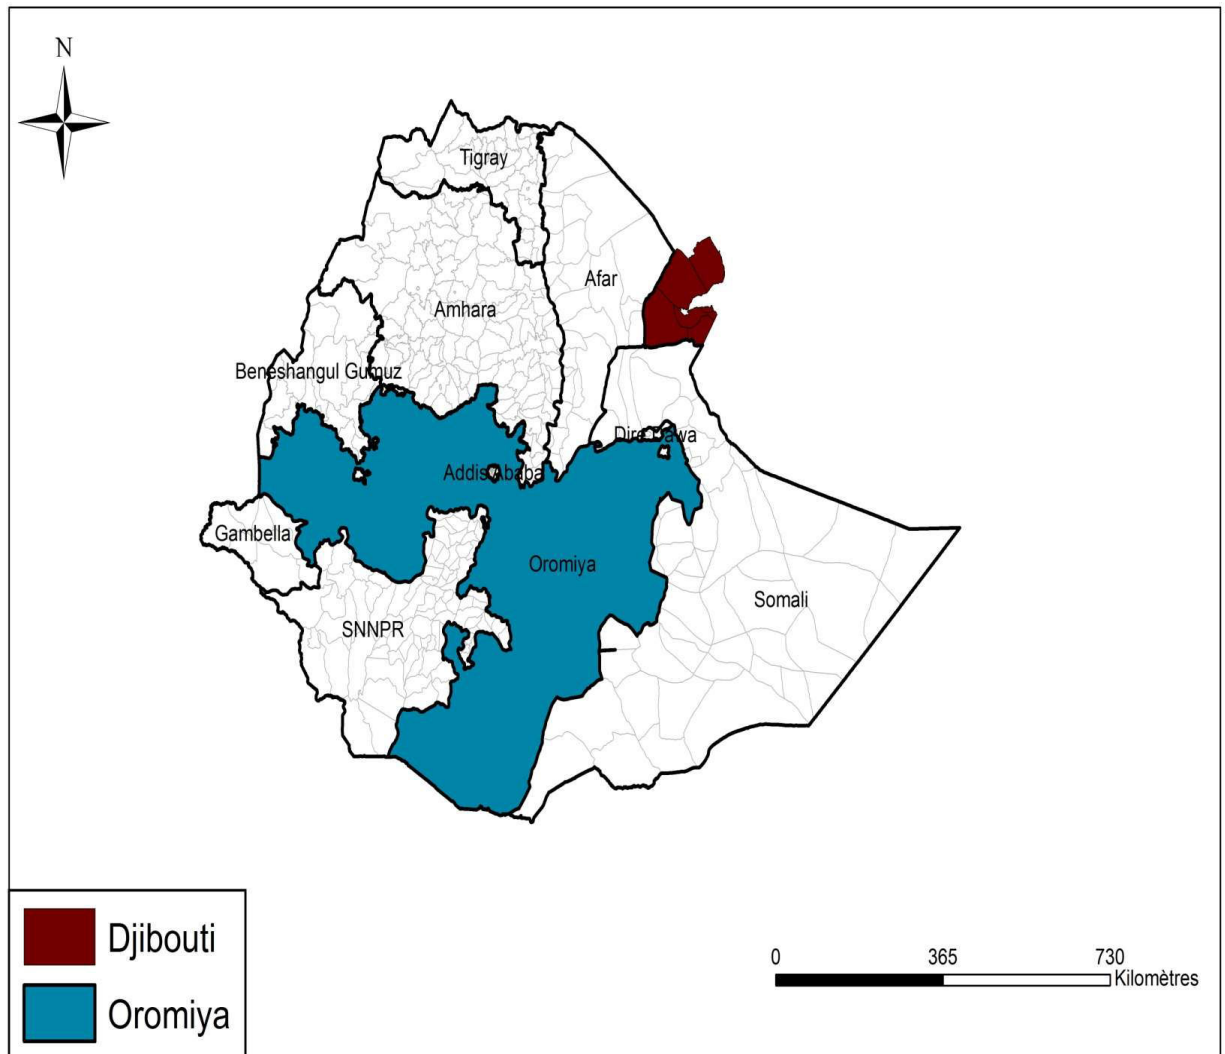 N
Tigray
Afar
Amhara
Beneshangul Gumuz
Dire Dawa
Addis Ababa
Gambella
Oromiya
Somali
SNNPR
Djibouti
Oromiya
0 365 730
Kilomètres